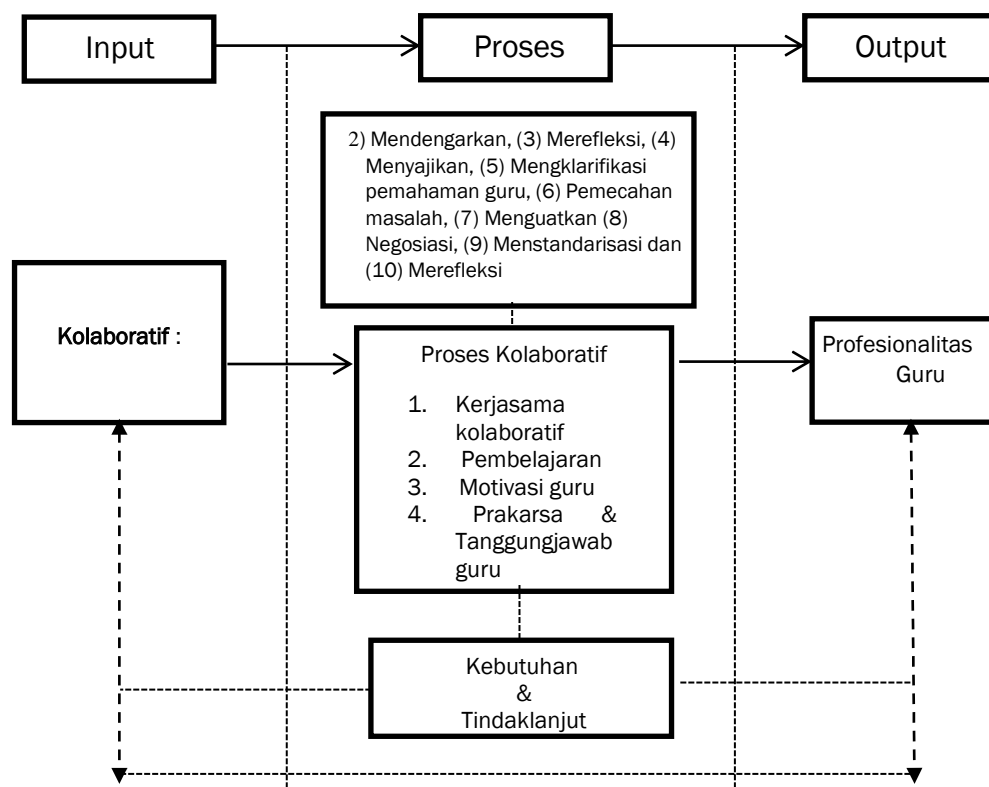 Input
Proses
Output
2) Mendengarkan, (3) Merefleksi, (4)
Menyajikan, (5) Mengklarifikasi
pemahaman guru, (6) Pemecahan
masalah, (7) Menguatkan (8)
Negosiasi, (9) Menstandarisasi dan
(10) Merefleksi
Kolaboratif :
Proses Kolaboratif
1. Kerjasama
kolaboratif
2. Pembelajaran
3. Motivasi guru
4. Prakarsa &
Tanggungjawab
guru
Profesionalitas
Guru
Kebutuhan
&
Tindaklanjut